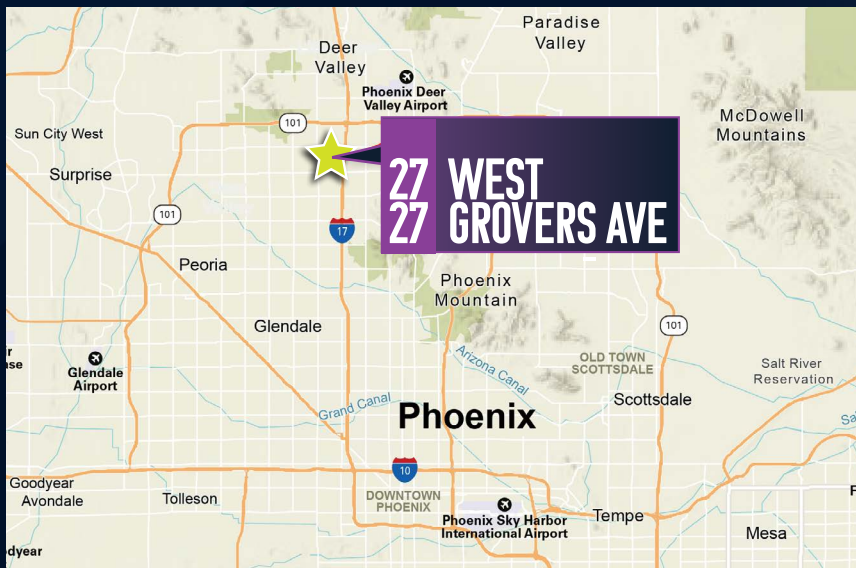 Paradise
Valley
Deer
Valley
Phoenix Deer
Valley Airport
McDowell
Mountains
101
Sun City West
Surprise
27 WEST
27 GROVERS AVE
101
17
Peoria
Phoenix
Mountain
Glendale
101
Arizona Canal
OLD TOWN
SCOTTSDALE
Salt River
Reservation
Glendale
Airport
Grand Canal
Phoenix
Scottsdale
10
Goodyear
Avondale
Tolleson
DOWNTOWN
PHOENIX
Phoenix Sky Harbor
International Airport
Tempe
Mesa
dyear